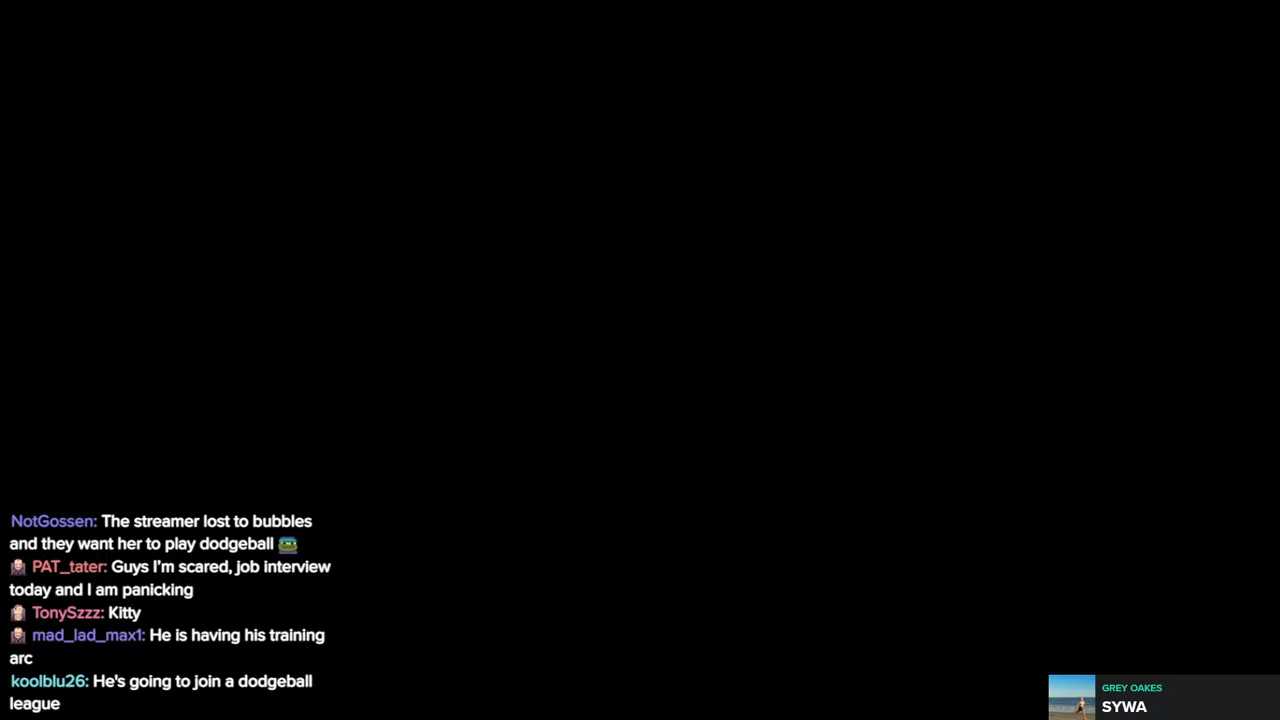 NotGossen: The streamer lost to bubbles
and they want her to play dodgeball
PAT_tater: Guys I'm scared, job interview
today and I am panicking
TonySzzz: Kitty
mad_lad_max1: He is having his training
arc
koolblu26: He's going to join a dodgeball
league
GREY OAKES
SYWA